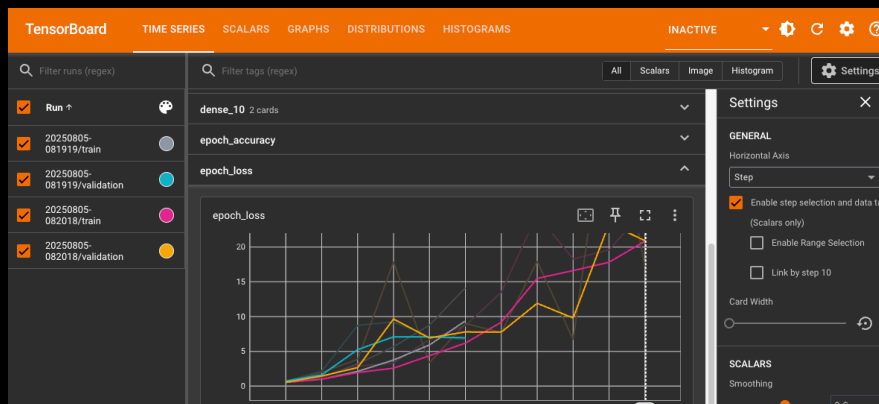 TensorBoard TIME SERIES SCALARS GRAPHS DISTRIBUTIONS HISTOGRAMS INACTIVE
Filter runs (regex)
Filter tags (regex)
All Scalars Image Histogram
Settings
Run
20250805-
081919/train
20250805-
081919/validation
20250805-
082018/train
20250805-
082018/validation
dense_10 2 cards
epoch_accuracy
epoch_loss
epoch_loss
20
15
10
5
0
Settings
GENERAL
Horizontal Axis
Step
Enable step selection and data ta
(Scalars only)
Enable Range Selection
Link by step 10
Card Width
SCALARS
Smoothing